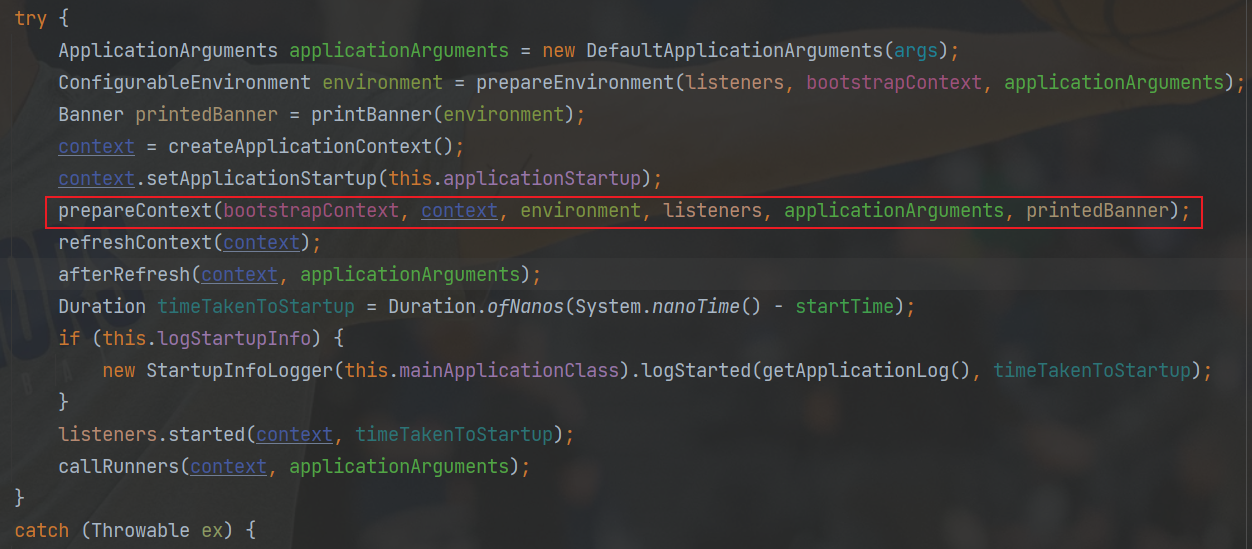 try {
ApplicationArguments applicationArguments = new DefaultApplicationArguments(args);
ConfigurableEnvironment environment = prepareEnvironment(listeners, bootstrapContext, applicationArguments);
Banner printedBanner = printBanner(environment);
context = createApplicationContext();
context.setApplicationStartup(this.applicationStartup);
prepareContext(bootstrapContext, context, environment, listeners, applicationArguments, printedBanner);
refreshContext(context);
afterRefresh(context, applicationArguments);
Duration timeTakenToStartup = Duration.ofNanos(System.nanoTime() - startTime);
if (this.logStartupInfo) {
new StartupInfoLogger(this.mainApplicationClass).logStarted(getApplicationLog(), timeTakenToStartup);
}
listeners.started(context, timeTakenToStartup);
callRunners(context, applicationArguments);
}
catch (Throwable ex) {